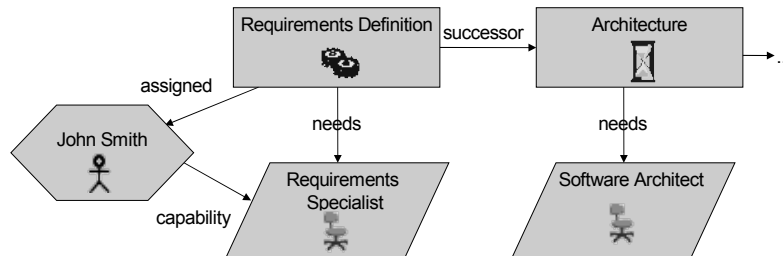 Requirements Definition
successor
Architecture
assigned
needs
needs
John Smith
Requirements
Specialist
Software Architect
capability
.